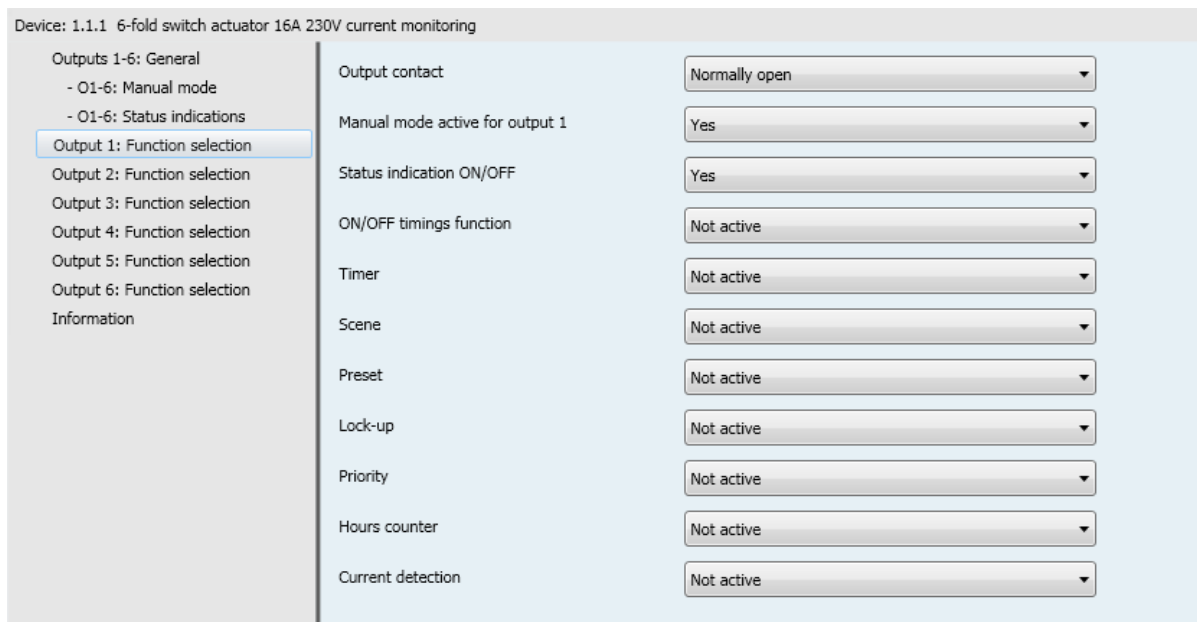 Device: 1.1.1 6-fold switch actuator 16A 230V current monitoring
Outputs 1-6: General
- O1-6: Manual mode
- O1-6: Status indications
Output 1: Function selection
Output 2: Function selection
Output 3: Function selection
Output 4: Function selection
Output 5: Function selection
Output 6: Function selection
Information
Output contact Normally open
Manual mode active for output 1 Yes
Status indication ON/OFF Yes
ON/OFF timings function Not active
Timer Not active
Scene Not active
Preset Not active
Lock-up Not active
Priority Not active
Hours counter Not active
Current detection Not active